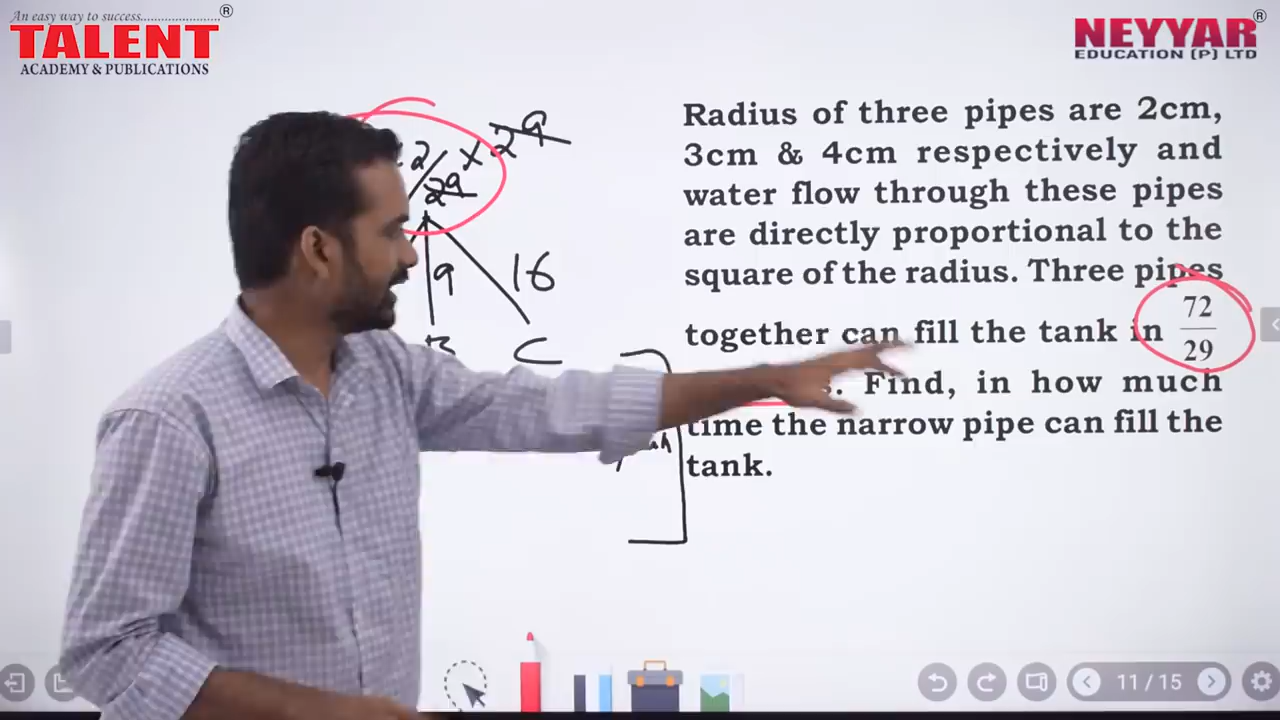 An easy way to success......................
TALENT®
ACADEMY & PUBLICATIONS
NEYYAR®
EDUCATION (P) LTD
2/29 × 29
9
16
B
C
Radius of three pipes are 2cm,
3cm & 4cm respectively and
water flow through these pipes
are directly proportional to the
square of the radius. Three pipes
together can fill the tank in 72/29
Find, in how much
time the narrow pipe can fill the
tank.
11 / 15